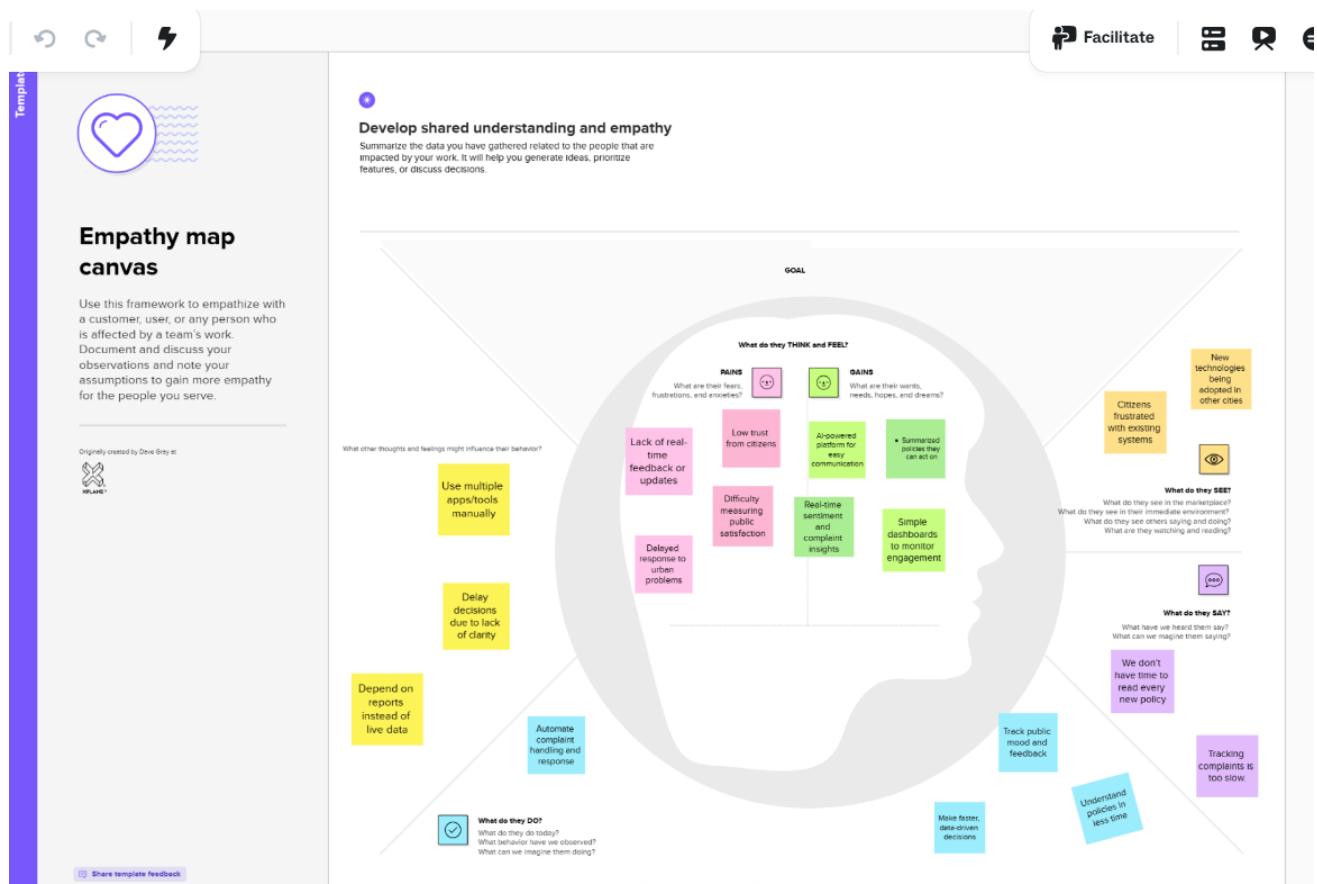 Facilitate
Templat
Empathy map
canvas
Use this framework to empathize with
a customer, user, or any person who
is affected by a team's work.
Document and discuss your
observations and note your
assumptions to gain more empathy
for the people you serve.
Originally created by Dave Gray at
XPLANE
Share template feedback
Develop shared understanding and empathy
Summarize the data you have gathered related to the people that are
impacted by your work. It will help you generate ideas, prioritize
features, or discuss decisions.
GOAL
What do they THINK and FEEL?
PAINS
What are their fears,
frustrations, and anxieties?
GAINS
What are their wants,
needs, hopes, and dreams?
Lack of real-
time
feedback or
updates
Low trust
from citizens
Difficulty
measuring
public
satisfaction
Delayed
response to
urban
problems
AI-powered
platform for
easy
communication
• Summarized
policies they
can act on
Real-time
sentiment
and
complaint
insights
Simple
dashboards
to monitor
engagement
What other thoughts and feelings might influence their behavior?
Use multiple
apps/tools
manually
Delay
decisions
due to lack
of clarity
Depend on
reports
instead of
live data
New
technologies
being
adopted in
other cities
Citizens
frustrated
with existing
systems
What do they SEE?
What do they see in the marketplace?
What do they see in their immediate environment?
What do they see others saying and doing?
What are they watching and reading?
What do they SAY?
What have we heard them say?
What can we magine them saying?
We don't
have time to
read every
new policy
Tracking
complaints is
too slow.
Automate
complaint
handling and
response
Track public
mood and
feedback
Understand
policies in
less time
Make faster,
data-driven
decisions
What do they DO?
What do they do today?
What behavior have we observed?
What can we imagine them doing?